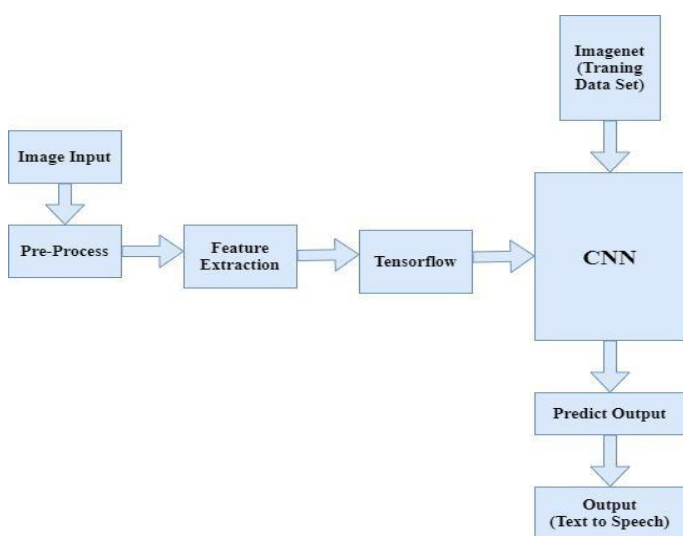 Imagenet
(Traning
Data Set)
Image Input
Pre-Process
Feature
Extraction
Tensorflow
CNN
Predict Output
Output
(Text to Speech)